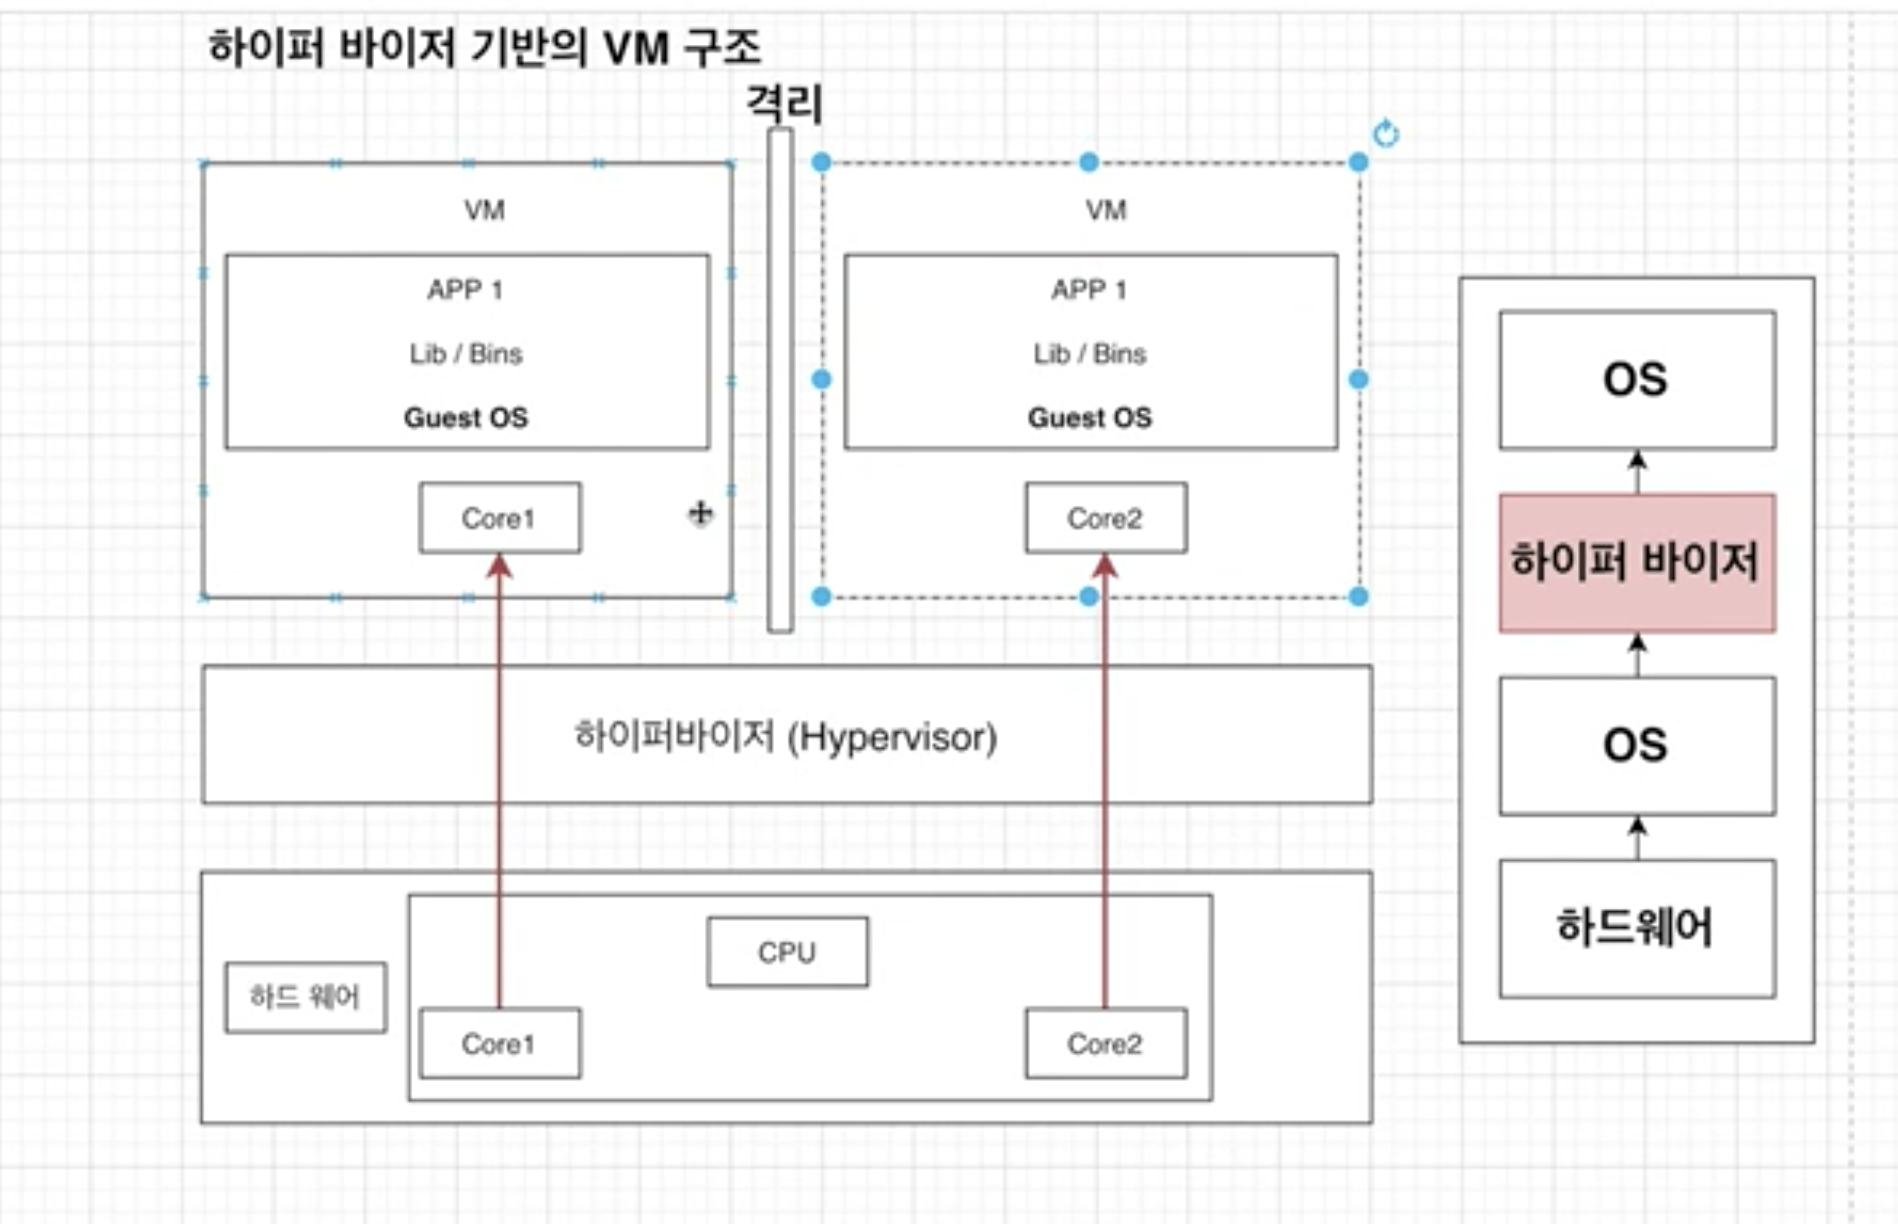 하이퍼 바이저 기반의 VM 구조
격리
VM
APP 1
Lib / Bins
Guest OS
Core1
VM
APP 1
Lib / Bins
Guest OS
Core2
하이퍼바이저 (Hypervisor)
하드 웨어
CPU
Core1
Core2
OS
하이퍼 바이저
OS
하드웨어